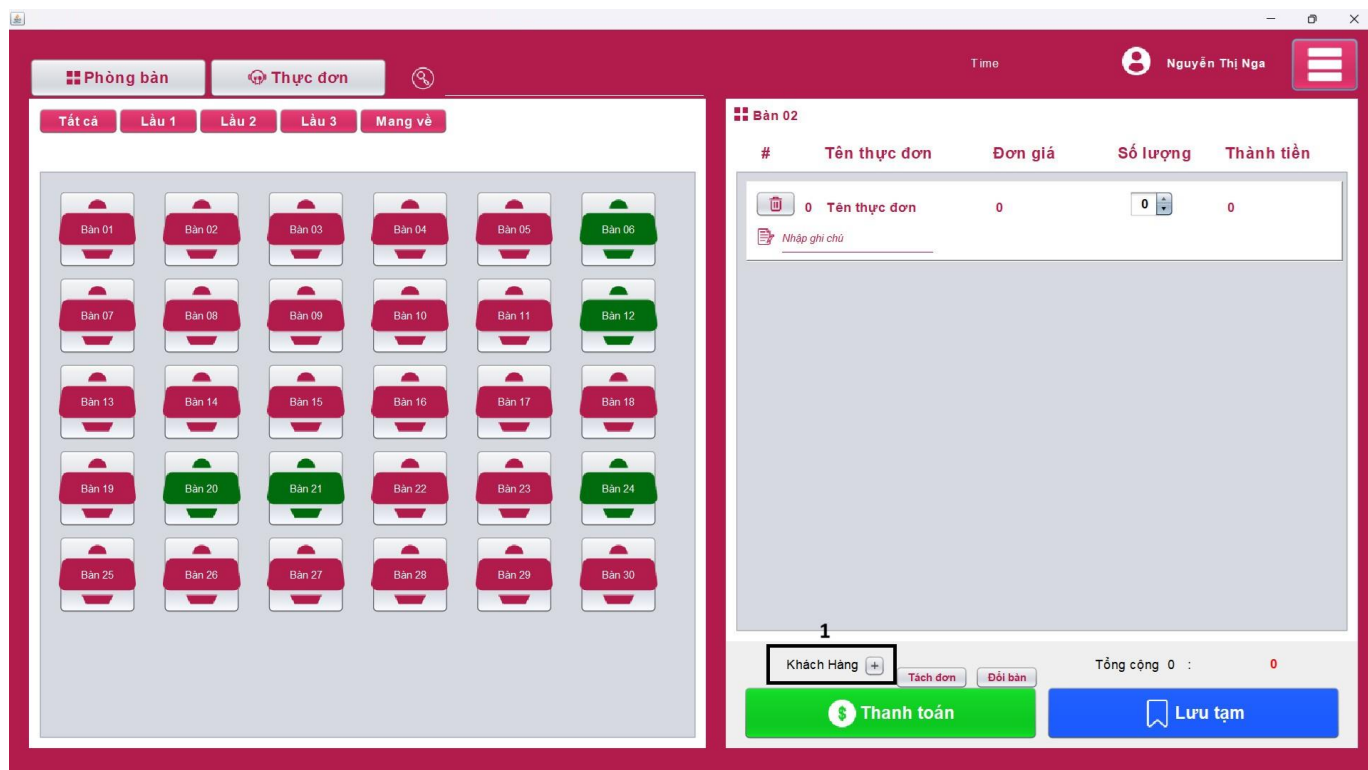 Phòng bàn Thực đơn Time Nguyễn Thị Nga
Tất cả Lầu 1 Lầu 2 Lầu 3 Mang về
Bàn 02
# Tên thực đơn Đơn giá Số lượng Thành tiền
0 Tên thực đơn 0 0 0
Nhập ghi chú
Bàn 01 Bàn 02 Bàn 03 Bàn 04 Bàn 05 Bàn 06
Bàn 07 Bàn 08 Bàn 09 Bàn 10 Bàn 11 Bàn 12
Bàn 13 Bàn 14 Bàn 15 Bàn 16 Bàn 17 Bàn 18
Bàn 19 Bàn 20 Bàn 21 Bàn 22 Bàn 23 Bàn 24
Bàn 25 Bàn 26 Bàn 27 Bàn 28 Bàn 29 Bàn 30
1
Khách Hàng + Tách đơn Đổi bàn Tổng cộng 0 : 0
$ Thanh toán Lưu tạm